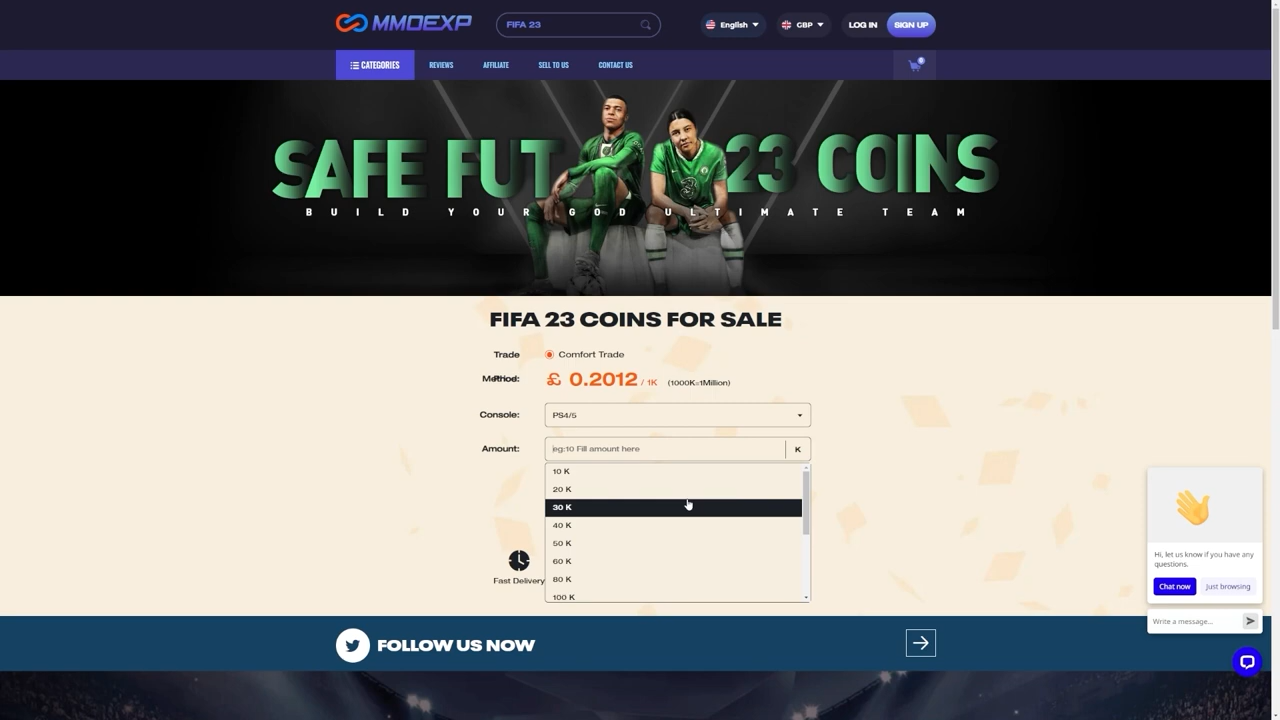 MMOEXP
FIFA 23
English
GBP
LOG IN
SIGN UP
CATEGORIES
REVIEWS
AFFILIATE
SELL TO US
CONTACT US
0
SAFE FUT 23 COINS
BUILD YOUR GOD ULTIMATE TEAM
FIFA 23 COINS FOR SALE
Trade
Comfort Trade
Method:
Price:
£ 0.2012 / 1K (1000K=1Million)
Console:
PS4/5
Amount:
eg:10 Fill amount here
K
10 K
20 K
30 K
40 K
50 K
60 K
80 K
100 K
Fast Delivery
Hi, let us know if you have any
questions.
Chat now
Just browsing
Write a message...
FOLLOW US NOW